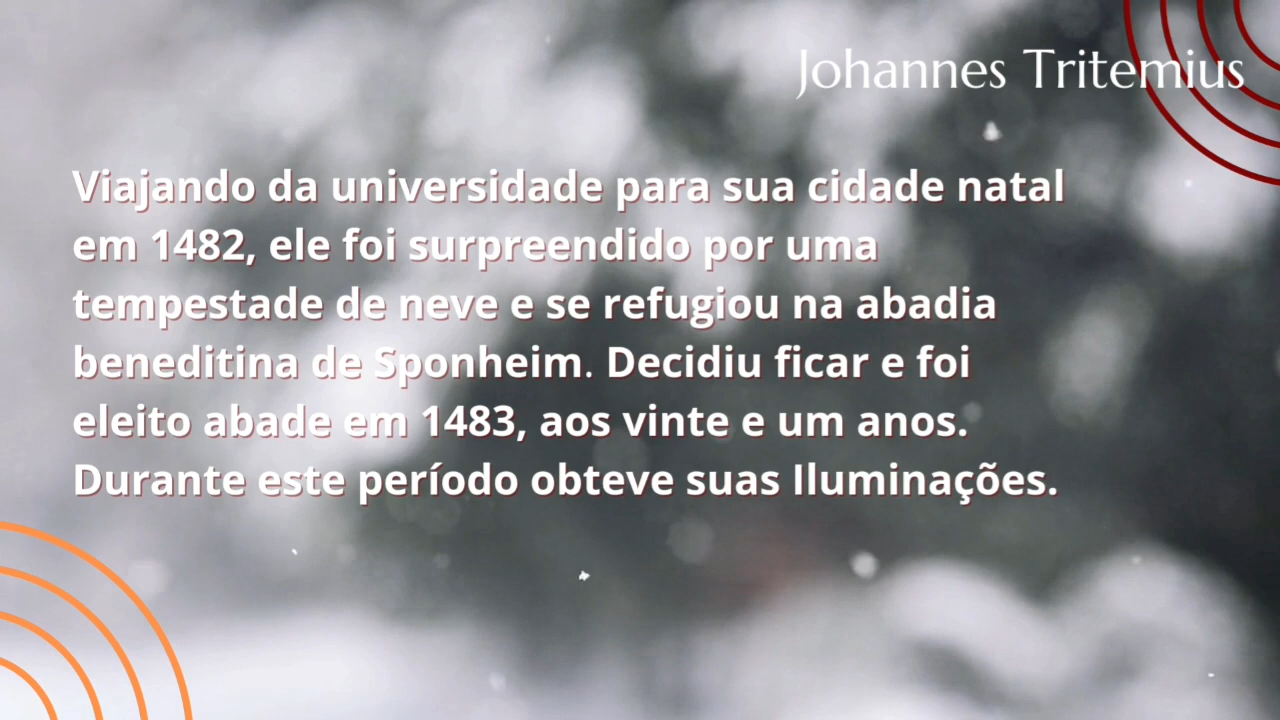 Johannes Tritemius
Viajando da universidade para sua cidade natal
em 1482, ele foi surpreendido por uma
tempestade de neve e se refugiou na abadia
beneditina de Sponheim. Decidiu ficar e foi
eleito abade em 1483, aos vinte e um anos.
Durante este período obteve suas Iluminações.